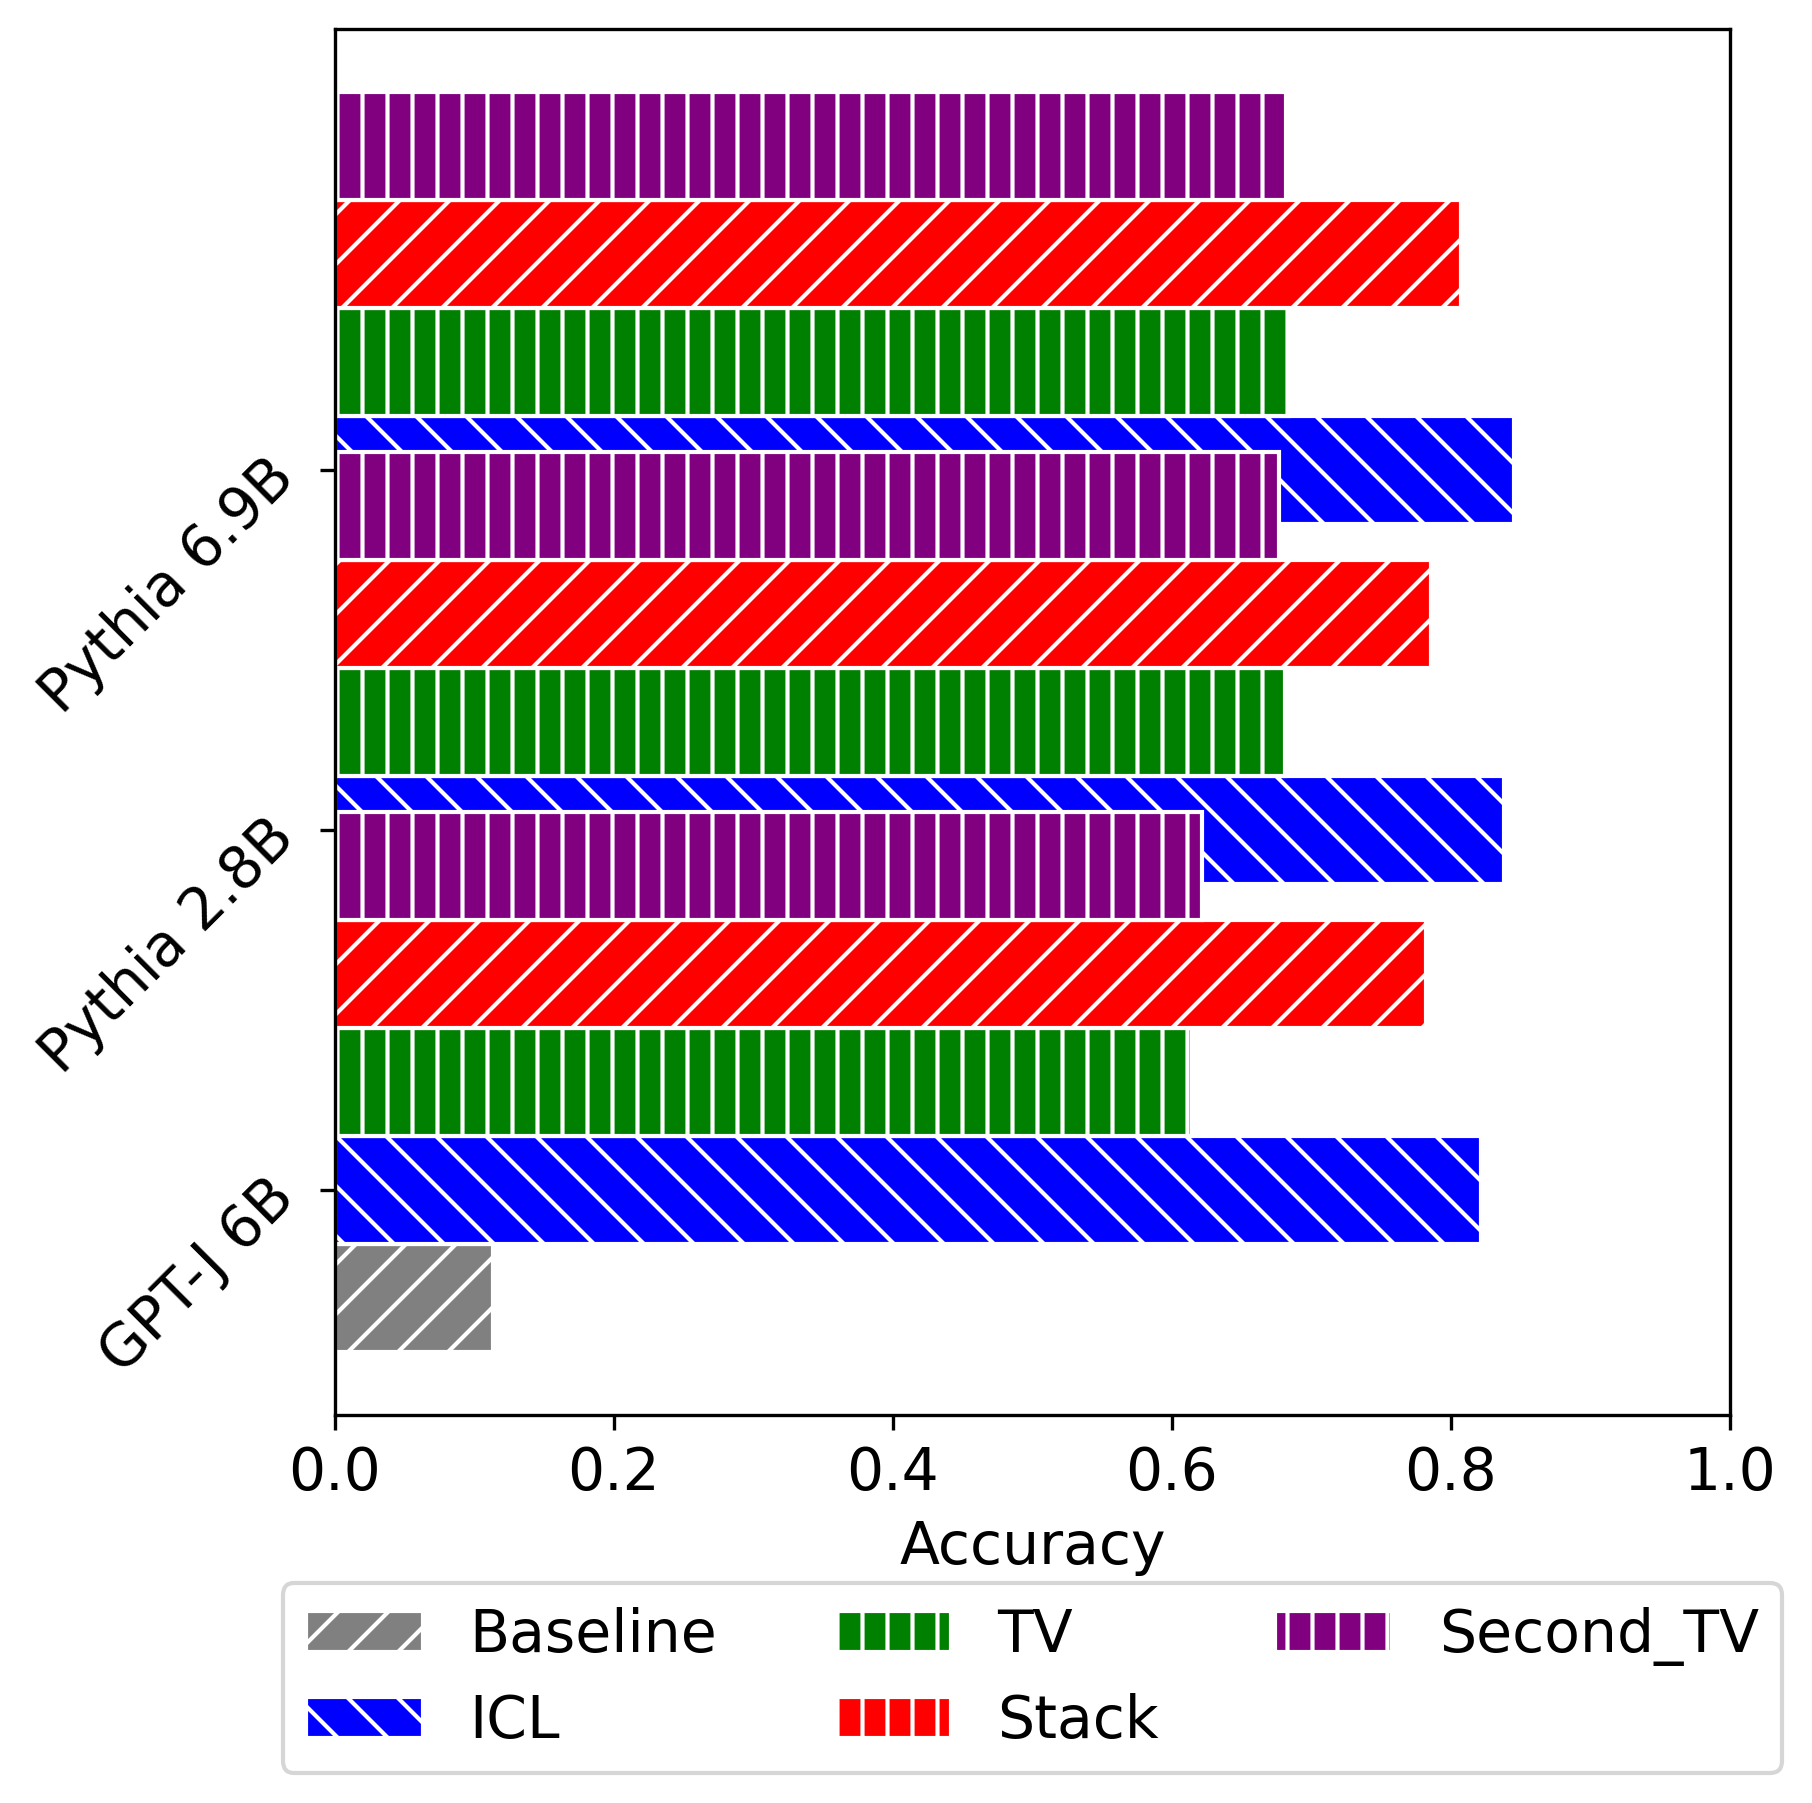 Pythia 6.9B
Pythia 2.8B
GPT-J 6B
0.0 0.2 0.4 0.6 0.8 1.0
Accuracy
Baseline TV Second_TV
ICL Stack